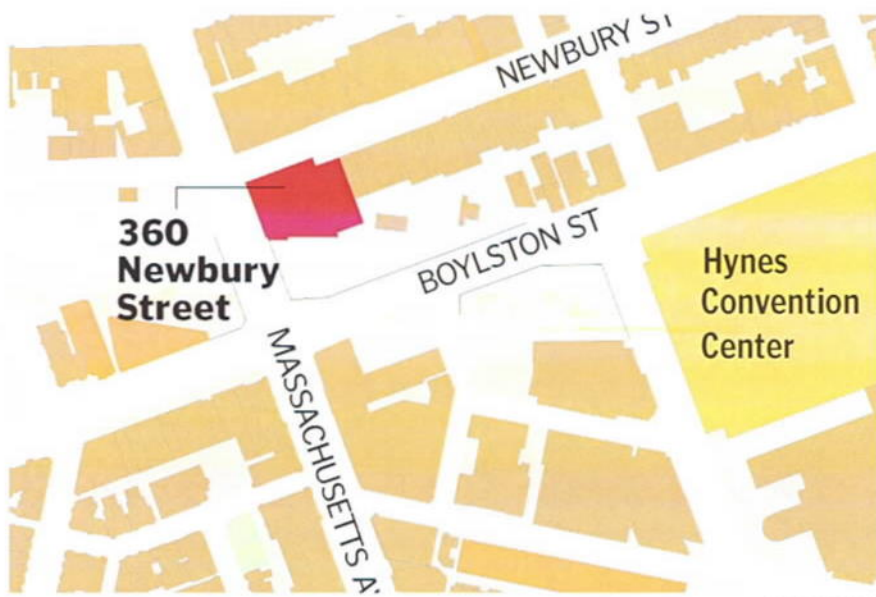 NEWBURY ST
360
Newbury
Street
BOYLSTON ST
Hynes
Convention
Center
MASSACHUSETTS A